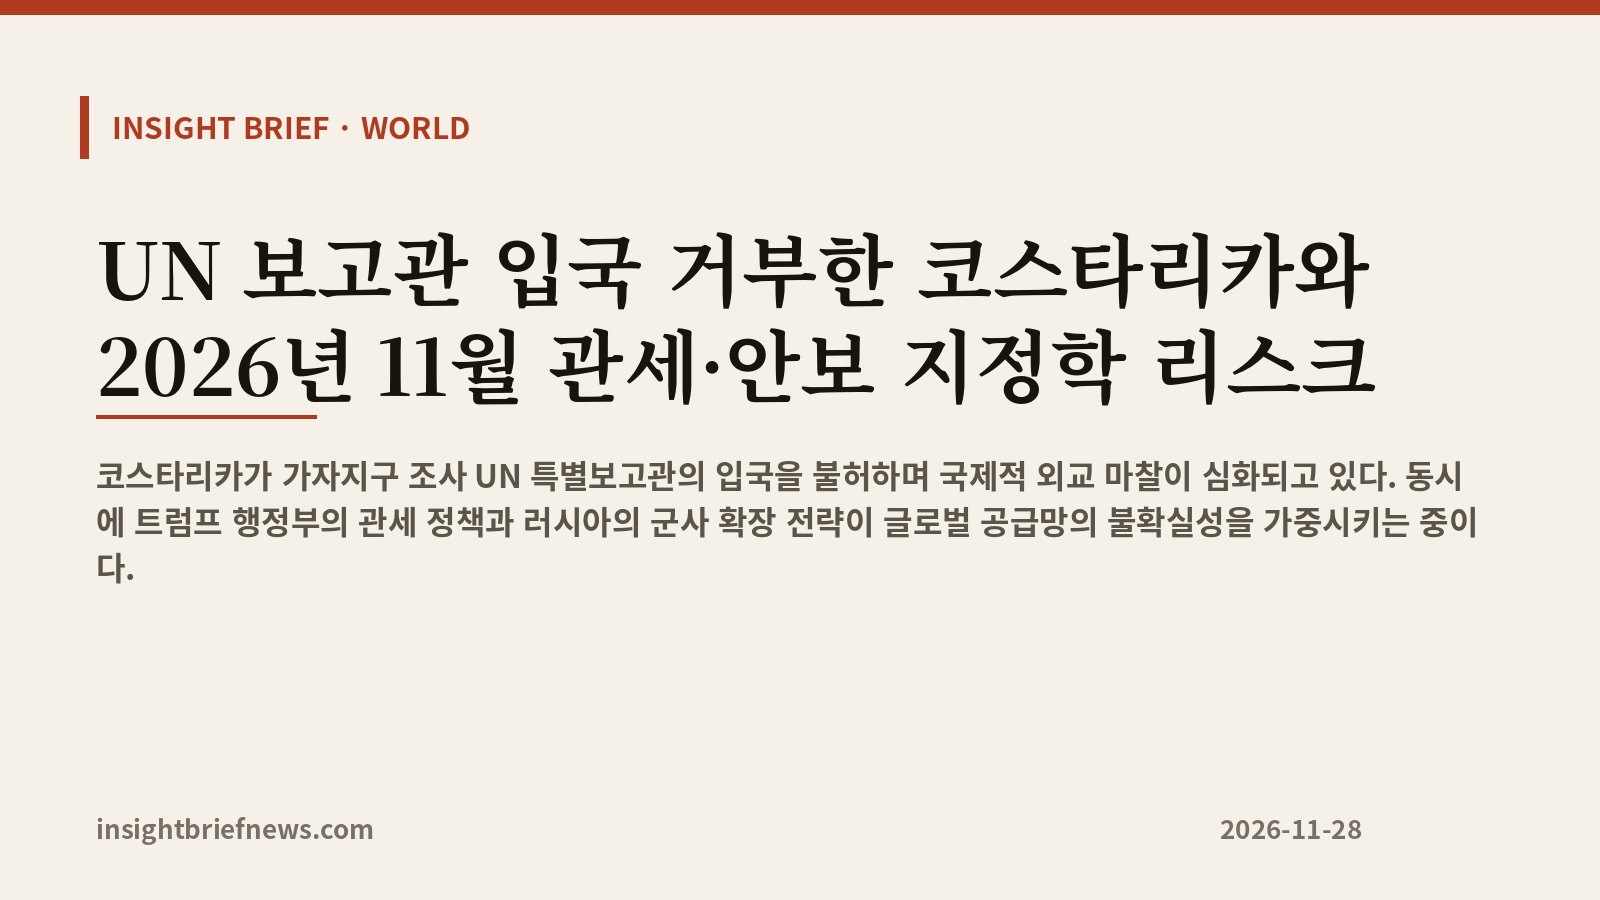 INSIGHT BRIEF · WORLD
UN 보고관 입국 거부한 코스타리카와
2026년 11월 관세·안보 지정학 리스크
코스타리카가 가자지구 조사 UN 특별보고관의 입국을 불허하며 국제적 외교 마찰이 심화되고 있다. 동시
에 트럼프 행정부의 관세 정책과 러시아의 군사 확장 전략이 글로벌 공급망의 불확실성을 가중시키는 중이
다.
insightbriefnews.com
2026-11-28